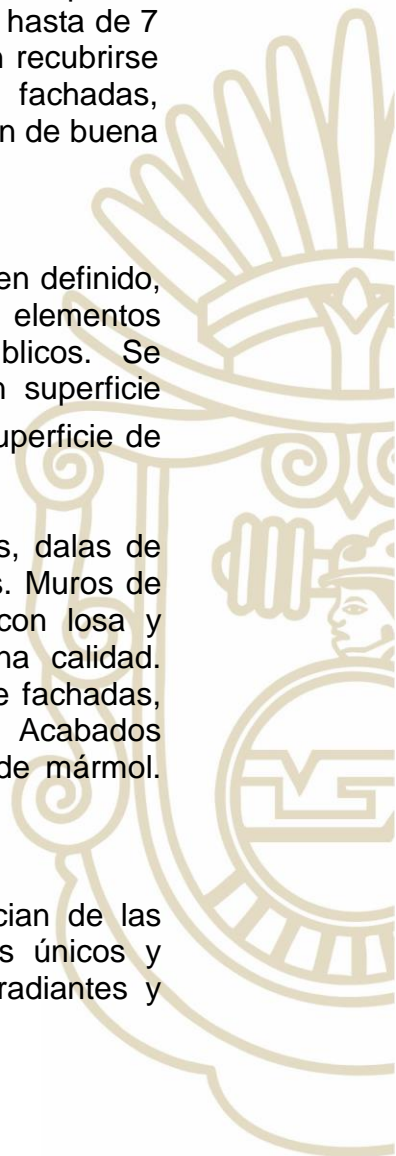 hasta de 7
recubrirse
fachadas,
n de buena
en definido,
elementos
blicos. Se
superficie
uperficie de
s, dalas de
s. Muros de
con losa y
na calidad.
e fachadas,
Acabados
de mármol.
cian de las
s únicos y
radiantes y